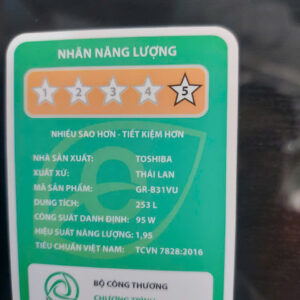 NHÃN NĂNG LƯỢNG
1 2 3 4 5
NHIỀU SAO HƠN - TIẾT KIỆM HƠN
NHÀ SẢN XUẤT: TOSHIBA
XUẤT XỨ: THÁI LAN
MÃ SẢN PHẨM: GR-B31VU
DUNG TÍCH: 253 L
CÔNG SUẤT DANH ĐỊNH: 95 W
HIỆU SUẤT NĂNG LƯỢNG: 1.95
TIÊU CHUẨN VIỆT NAM: TCVN 7828:2016
BỘ CÔNG THƯƠNG
CHƯƠNG TRÌNH